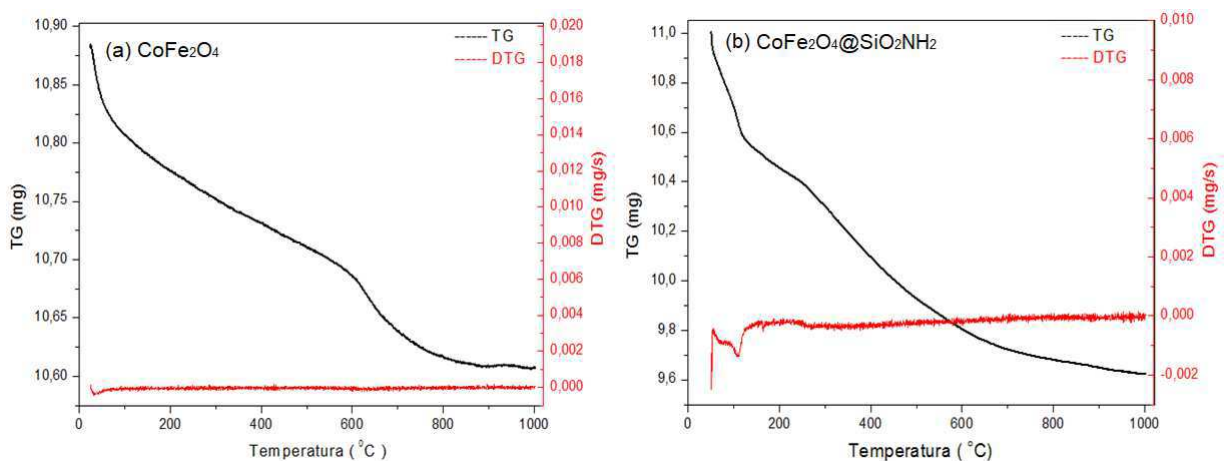 (a) CoFe2O4
TG
DTG
10,90
10,85
10,80
10,75
10,70
10,65
10,60
TG (mg)
0,020
0,018
0,016
0,014
0,012
0,010
0,008
0,006
0,004
0,002
0,000
DTG (mg/s)
0 200 400 600 800 1000
Temperatura ( °C)
(b) CoFe2O4@SiO2NH2
TG
DTG
11,0
10,8
10,6
10,4
10,2
10,0
9,8
9,6
TG (mg)
0,010
0,008
0,006
0,004
0,002
0,000
-0,002
DTG (mg/s)
0 200 400 600 800 1000
Temperatura ( °C)